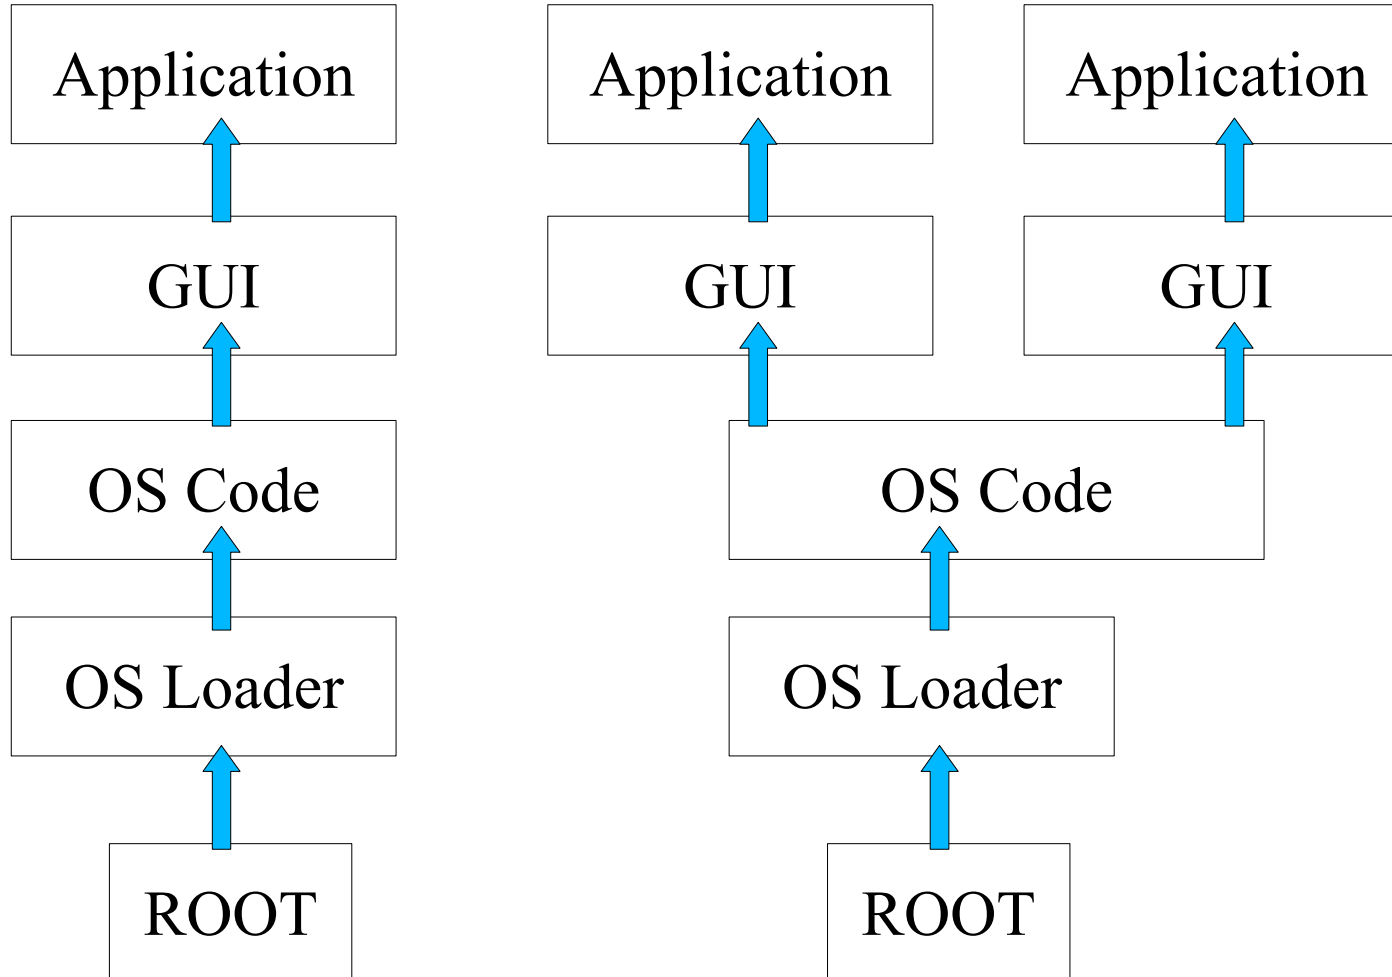 Application
Application
Application
GUI
GUI
GUI
OS Code
OS Code
OS Loader
OS Loader
ROOT
ROOT